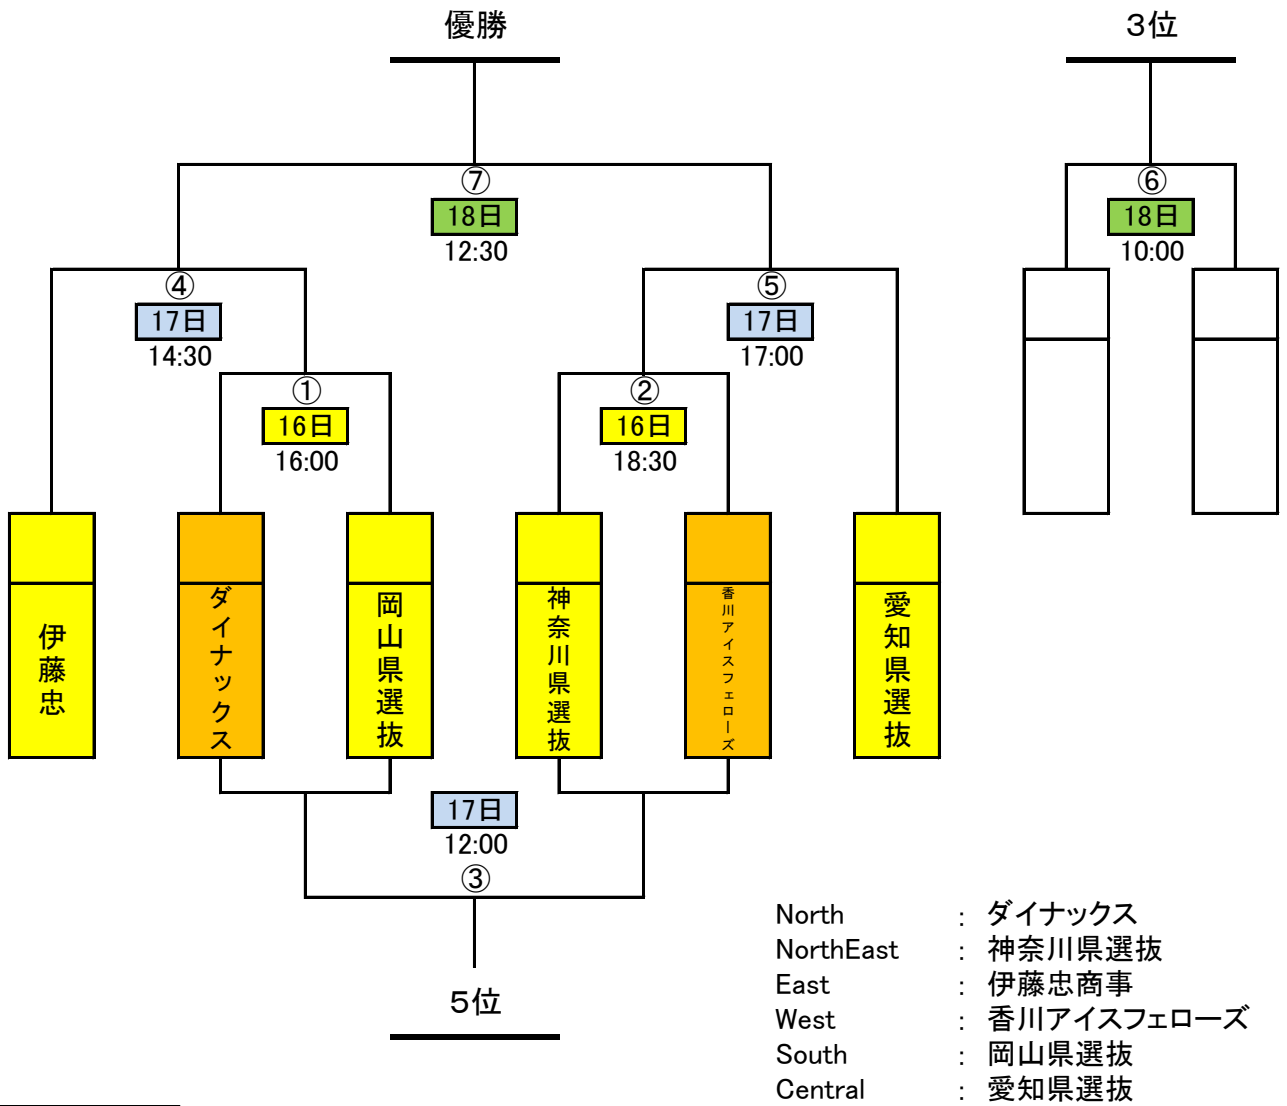 優勝
３位
⑦
18日
12:30
⑥
18日
10:00
④
17日
14:30
⑤
17日
17:00
①
16日
16:00
②
16日
18:30
伊藤忠
ダイナックス
岡山県選抜
神奈川県選抜
香川アイスフェローズ
愛知県選抜
17日
12:00
③
５位
North : ダイナックス
NorthEast : 神奈川県選抜
East : 伊藤忠商事
West : 香川アイスフェローズ
South : 岡山県選抜
Central : 愛知県選抜